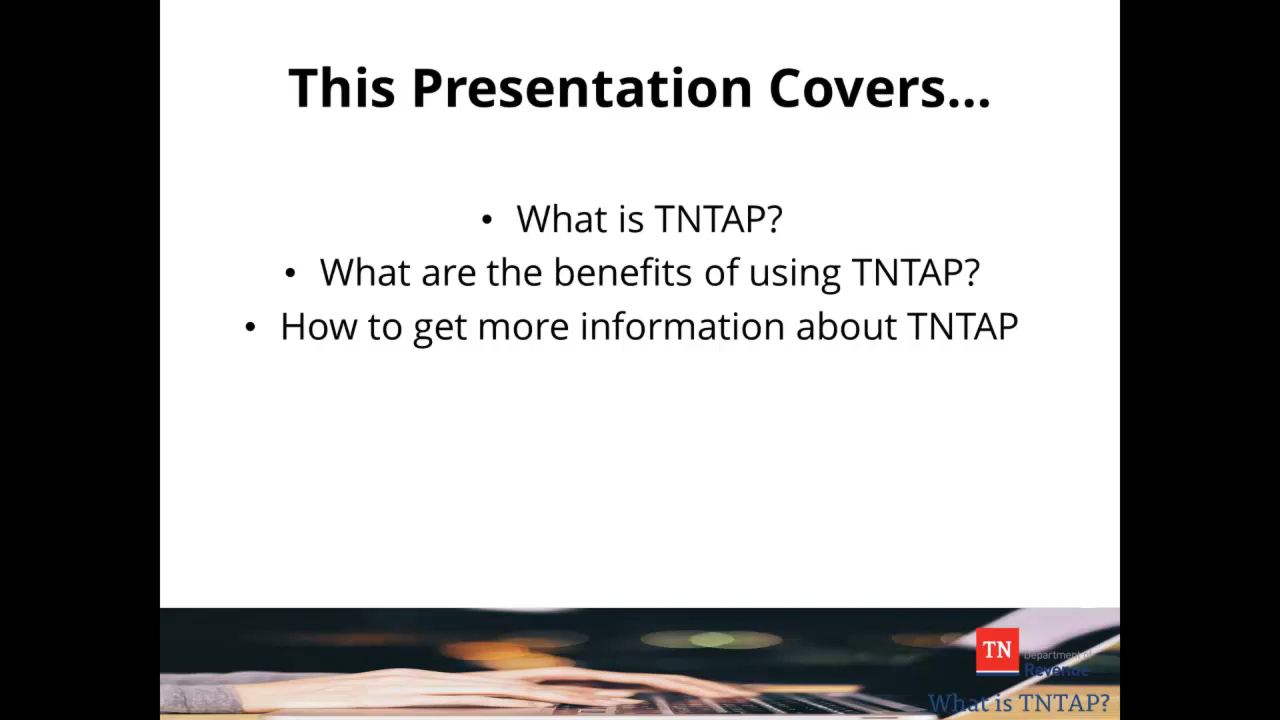 This Presentation Covers...
• What is TNTAP?
• What are the benefits of using TNTAP?
• How to get more information about TNTAP
TN
Department of
Revenue
What is TNTAP?